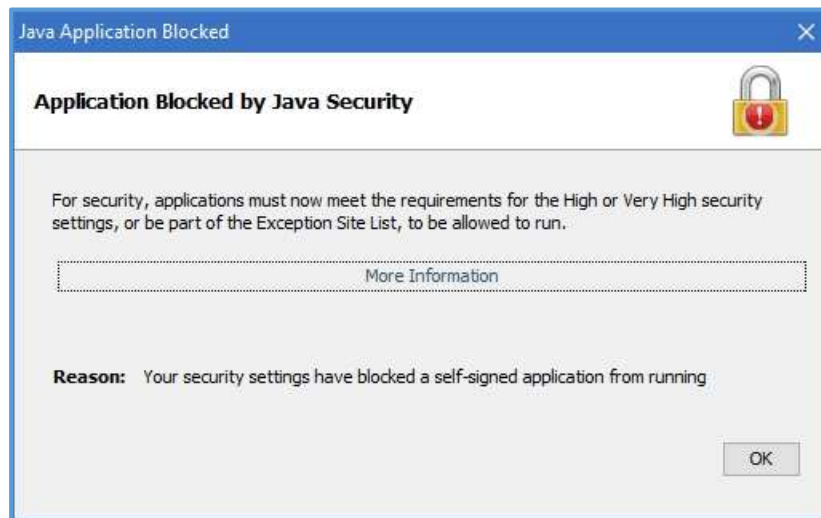 Java Application Blocked
Application Blocked by Java Security
For security, applications must now meet the requirements for the High or Very High security
settings, or be part of the Exception Site List, to be allowed to run.
More Information
Reason: Your security settings have blocked a self-signed application from running
OK